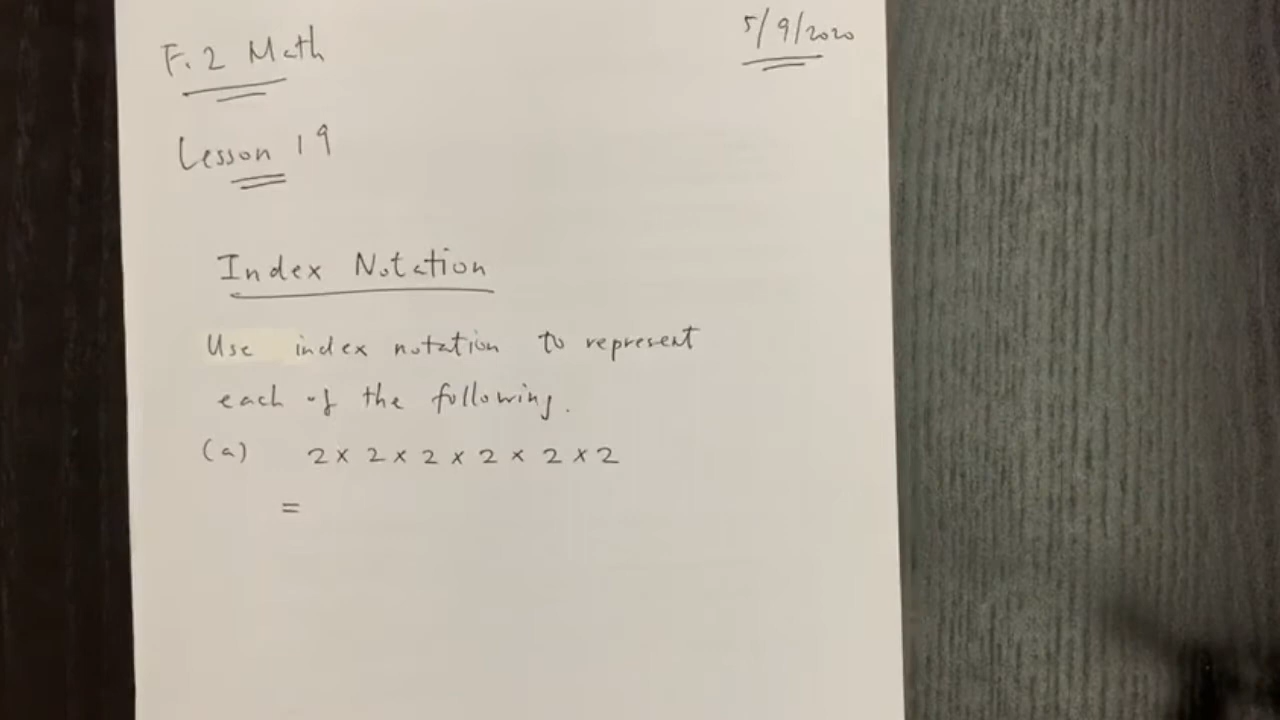 F.2 Math
5/9/2020
Lesson 19
Index Notation
Use index notation to represent
each of the following.
(a) 2 × 2 × 2 × 2 × 2 × 2
=